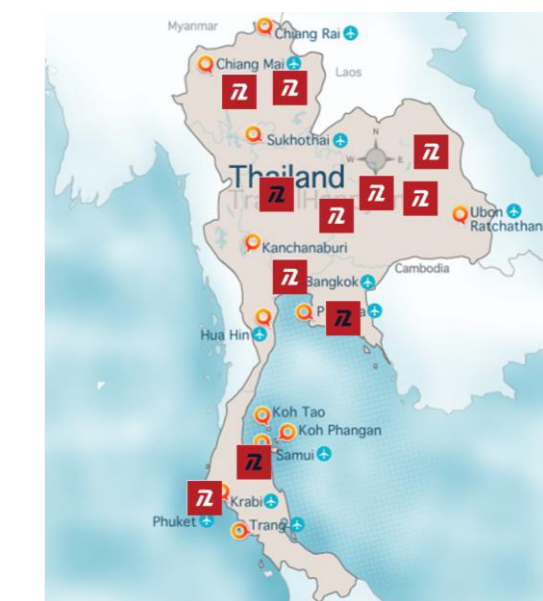 Myanmar
Chiang Rai
Chiang Mai
Laos
Sukhothai
N
W
E
Thailand
Ubon
Ratchathan
Kanchanaburi
Cambodia
Bangkok
Hua Hin
Koh Tao
Koh Phangan
Samui
Krabi
Phuket
Trang